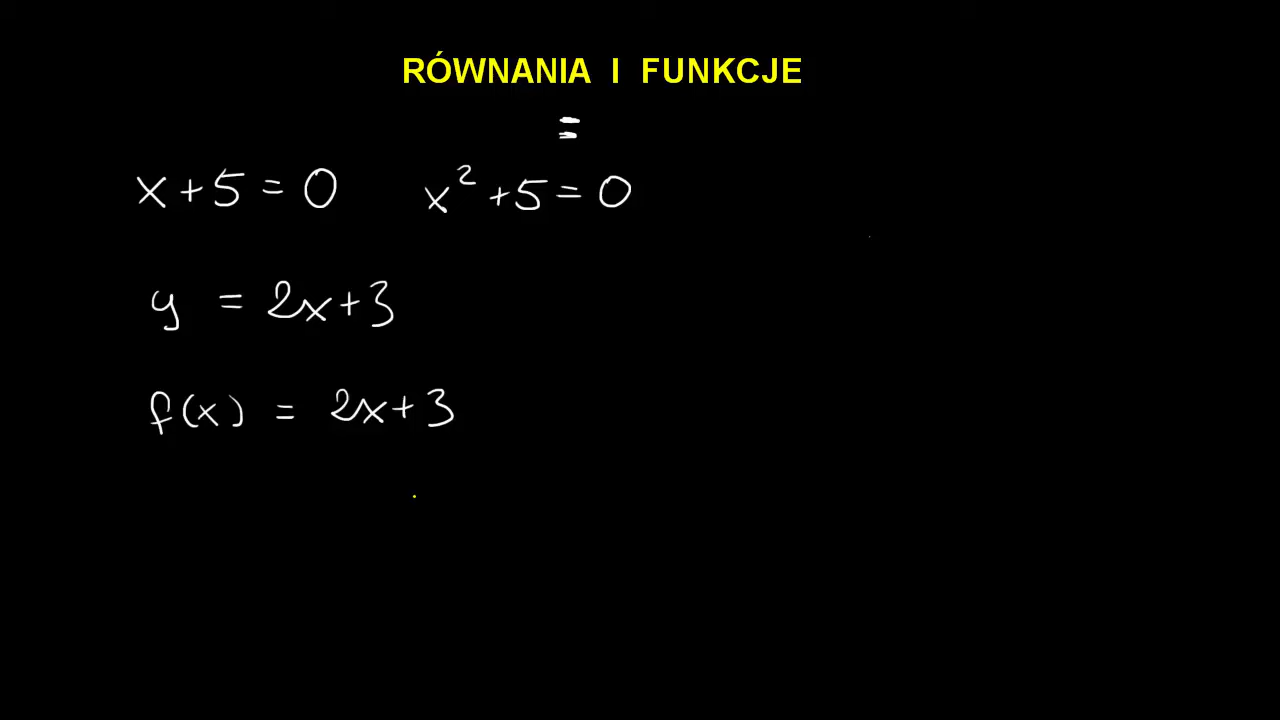 RÓWNANIA I FUNKCJE
=
x+5=0 x²+5=0
y = 2x+3
f(x) = 2x+3